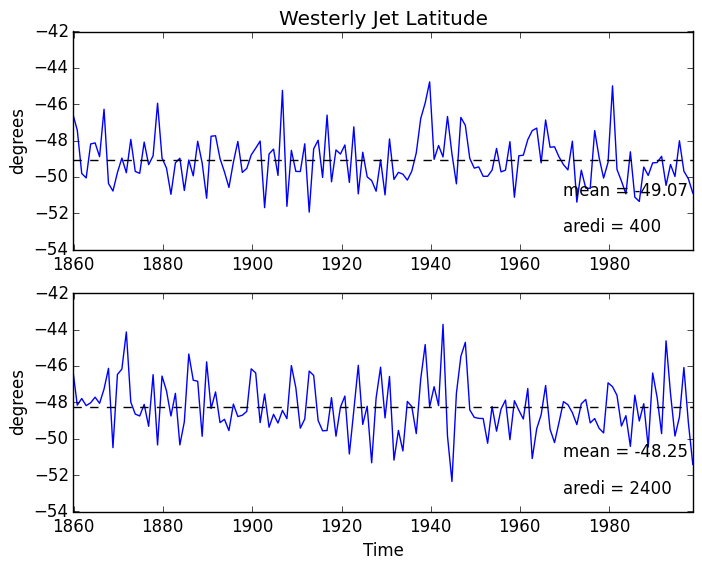 Westerly Jet Latitude
−42
−44
−46
−48
−50
−52
−54
degrees
mean = -49.07
aredi = 400
1860 1880 1900 1920 1940 1960 1980
−42
−44
−46
−48
−50
−52
−54
degrees
mean = -48.25
aredi = 2400
1860 1880 1900 1920 1940 1960 1980
Time